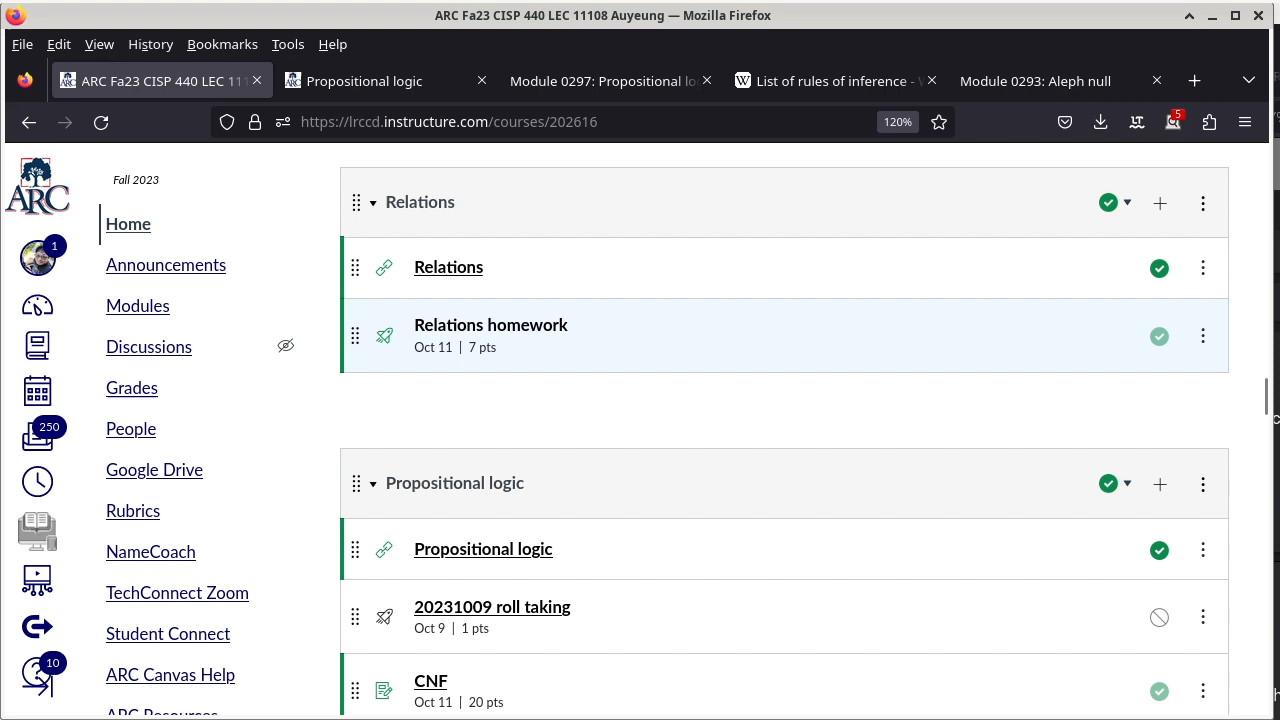 ARC Fa23 CISP 440 LEC 11108 Auyeung — Mozilla Firefox
File Edit View History Bookmarks Tools Help
ARC Fa23 CISP 440 LEC 111
Propositional logic
Module 0297: Propositional lo
List of rules of inference -
Module 0293: Aleph null
https://lrccd.instructure.com/courses/202616
120%
5
ARC
Fall 2023
Home
1
Announcements
Modules
Discussions
Grades
People
250
Google Drive
Rubrics
NameCoach
TechConnect Zoom
Student Connect
10
ARC Canvas Help
ARC Resources
Relations
Relations
Relations homework
Oct 11 | 7 pts
Propositional logic
Propositional logic
20231009 roll taking
Oct 9 | 1 pts
CNF
Oct 11 | 20 pts